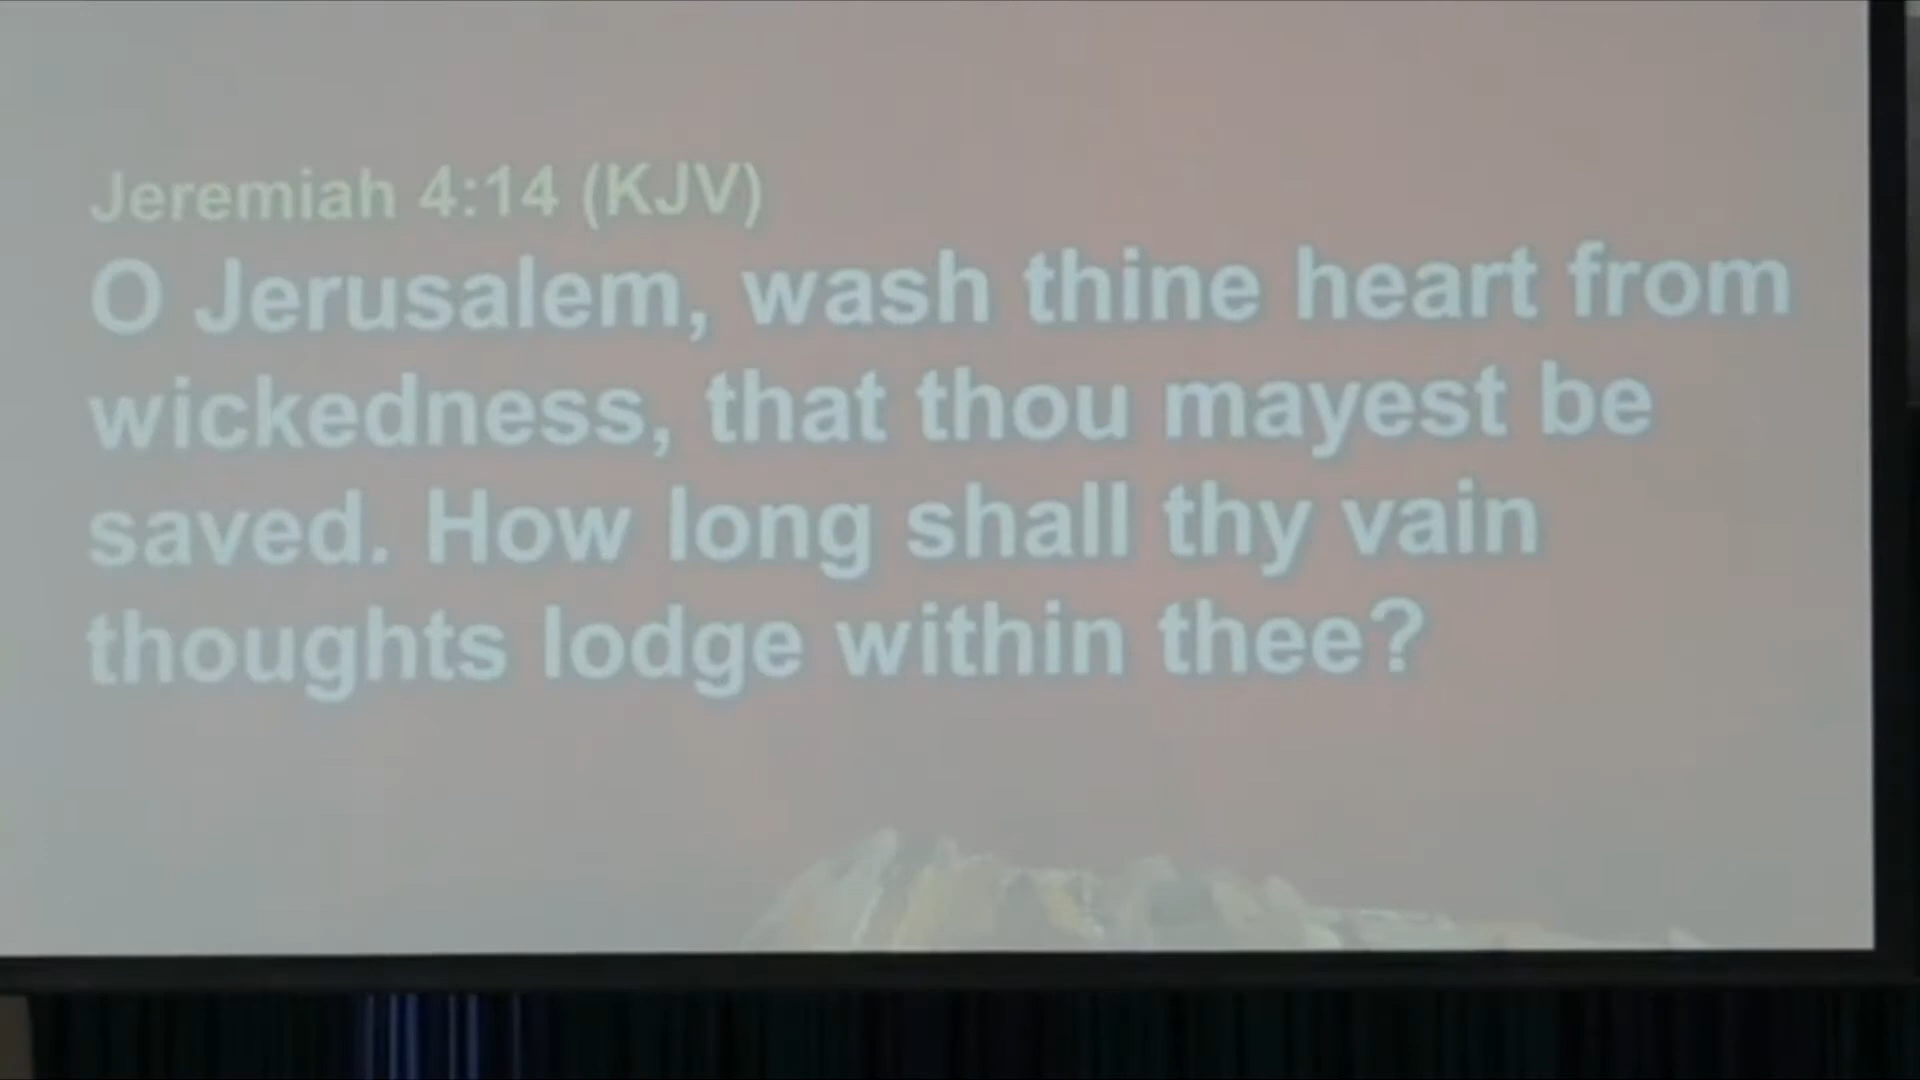 Jeremiah 4:14 (KJV)
O Jerusalem, wash thine heart from
wickedness, that thou mayest be
saved. How long shall thy vain
thoughts lodge within thee?